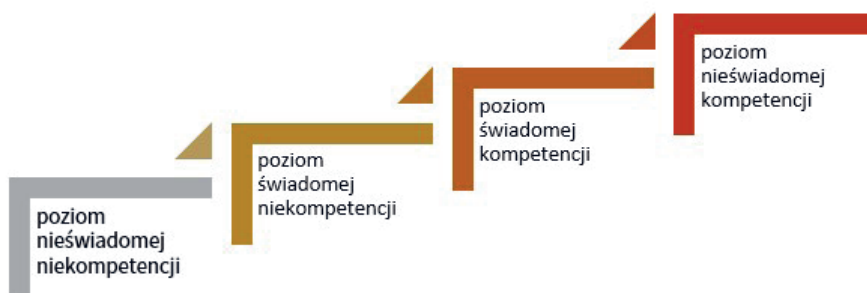 poziom
nieświadomej
niekompetencji
poziom
świadomej
niekompetencji
poziom
świadomej
kompetencji
poziom
nieświadomej
kompetencji